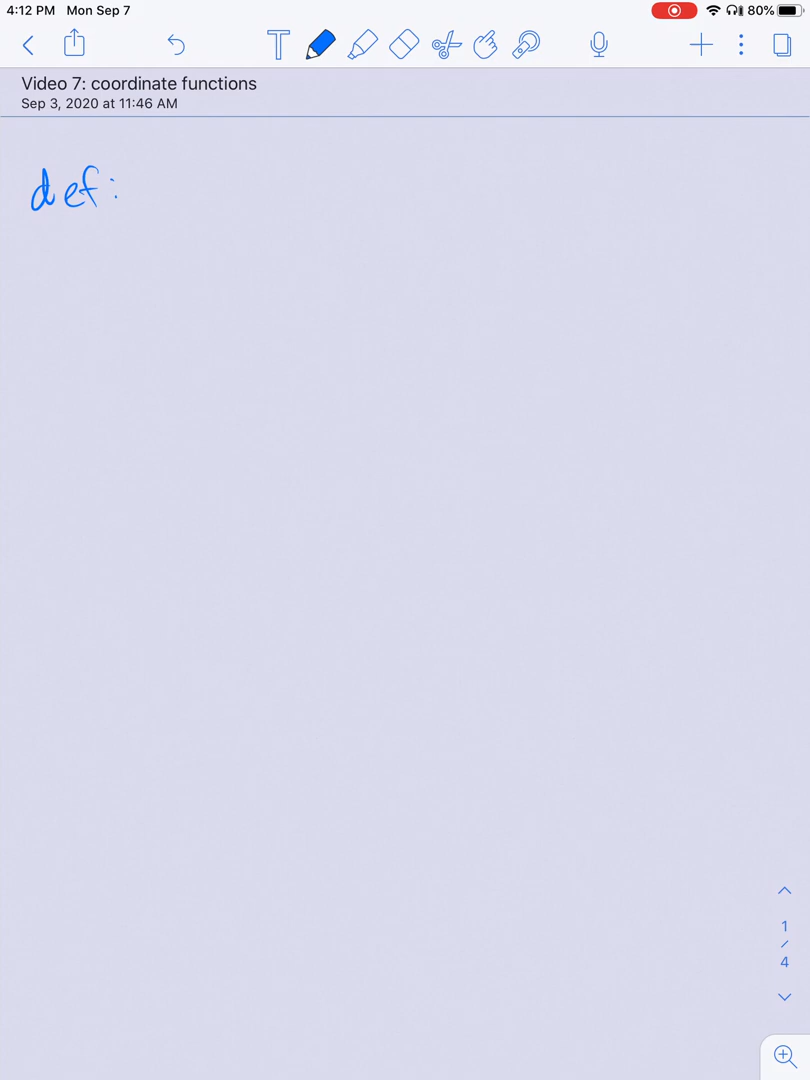 4:12 PM Mon Sep 7
80%
T
Video 7: coordinate functions
Sep 3, 2020 at 11:46 AM
def:
1
/
4